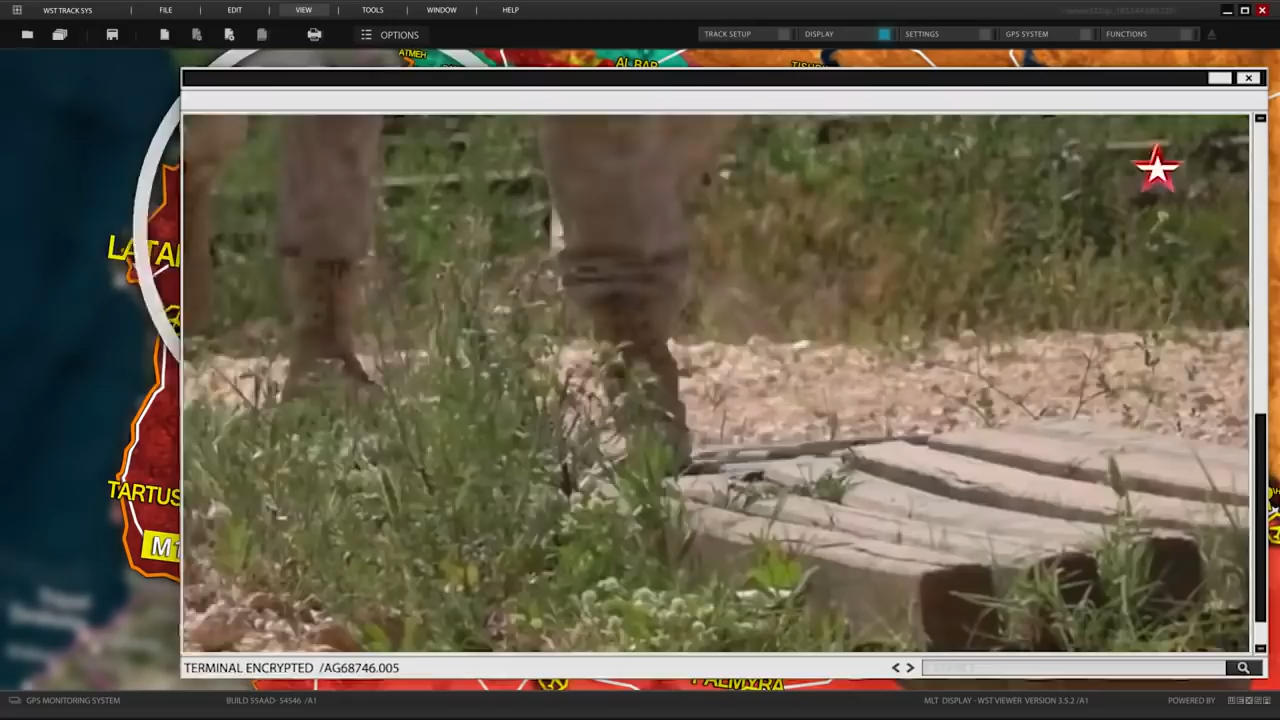 WST TRACK SYS FILE EDIT VIEW TOOLS WINDOW HELP
OPTIONS TRACK SETUP DISPLAY SETTINGS GPS SYSTEM FUNCTIONS
ATMEH
AL BAB
LATA
TARTUS
M1
TERMINAL ENCRYPTED /AG68746.005
PALMYRA
GPS MONITORING SYSTEM BUILD 55AAD- 54546 /A1 MLT DISPLAY - WST VIEWER VERSION 3.5.2 /A1 POWERED BY